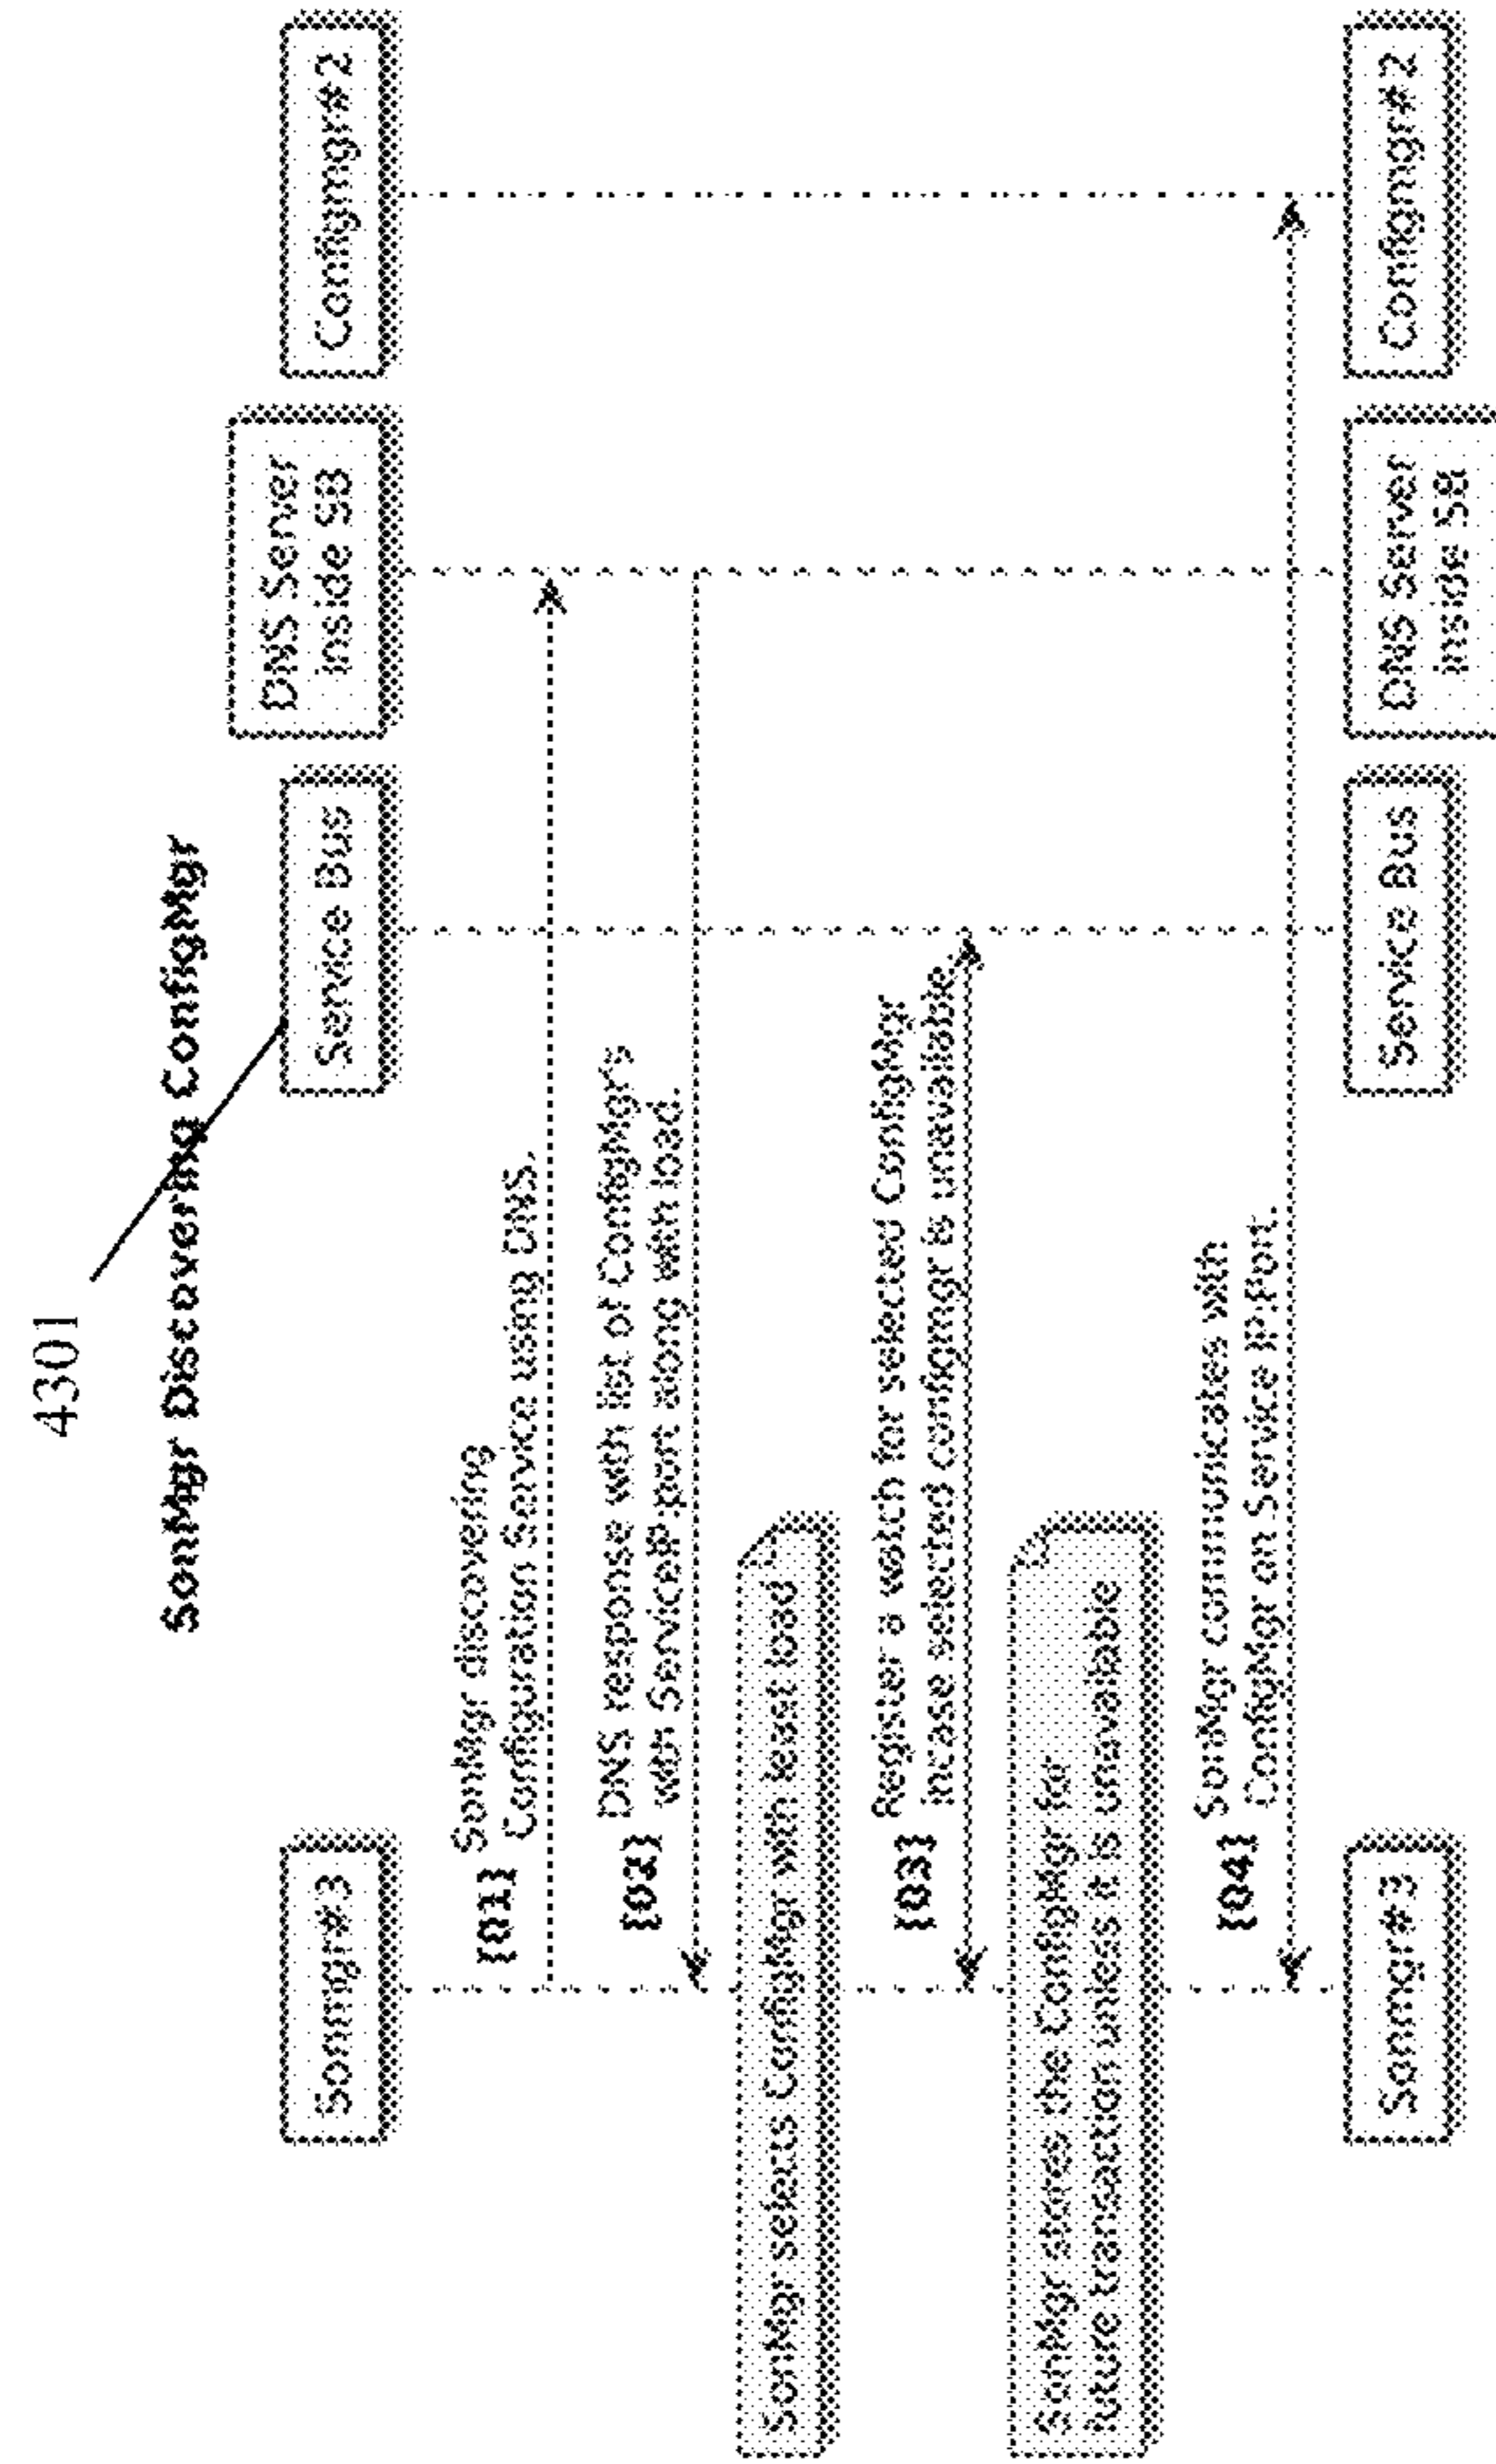 4301
SonMgr Discovering ConfigMgr
Sonmgr#3
Service Bus
DNS Server
inside SB
Configmgr#2
[01]
SonMgr discovering
Configuration Service using DNS.
[02]
DNS response with list of ConfigMgr's
with ServiceIP:port along with load.
SonMgr selects ConfigMgr with least load
[03]
Register a watch for selected ConfigMgr
incase selected configmgr is unavailable.
SonMgr stores the ConfigMgr for
future transaction unless it is unavailable
[04]
SonMgr communicates with
ConfigMgr on Service IP:Port.
Sonmgr#3
Service Bus
DNS Server
inside SB
Configmgr#2